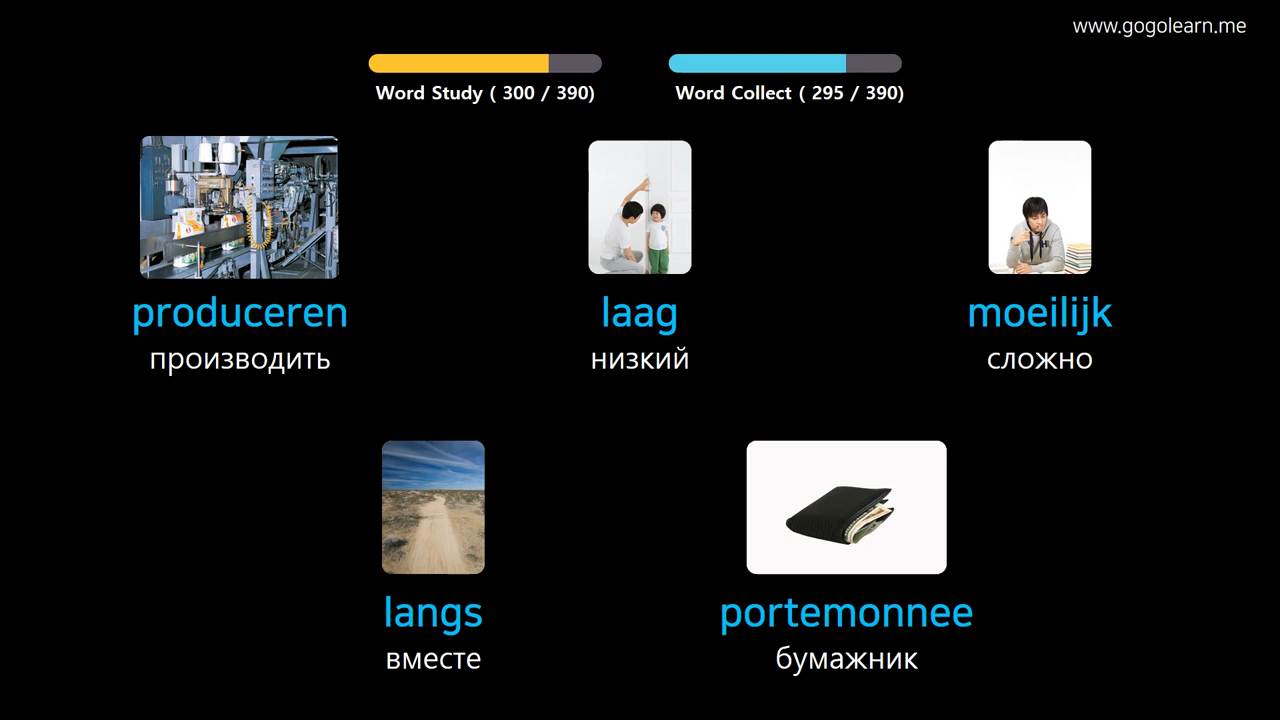 www.gogolearn.me
Word Study ( 300 / 390)
Word Collect ( 295 / 390)
produceren
laag
moeilijk
производить
низкий
сложно
langs
portemonnee
вместе
бумажник